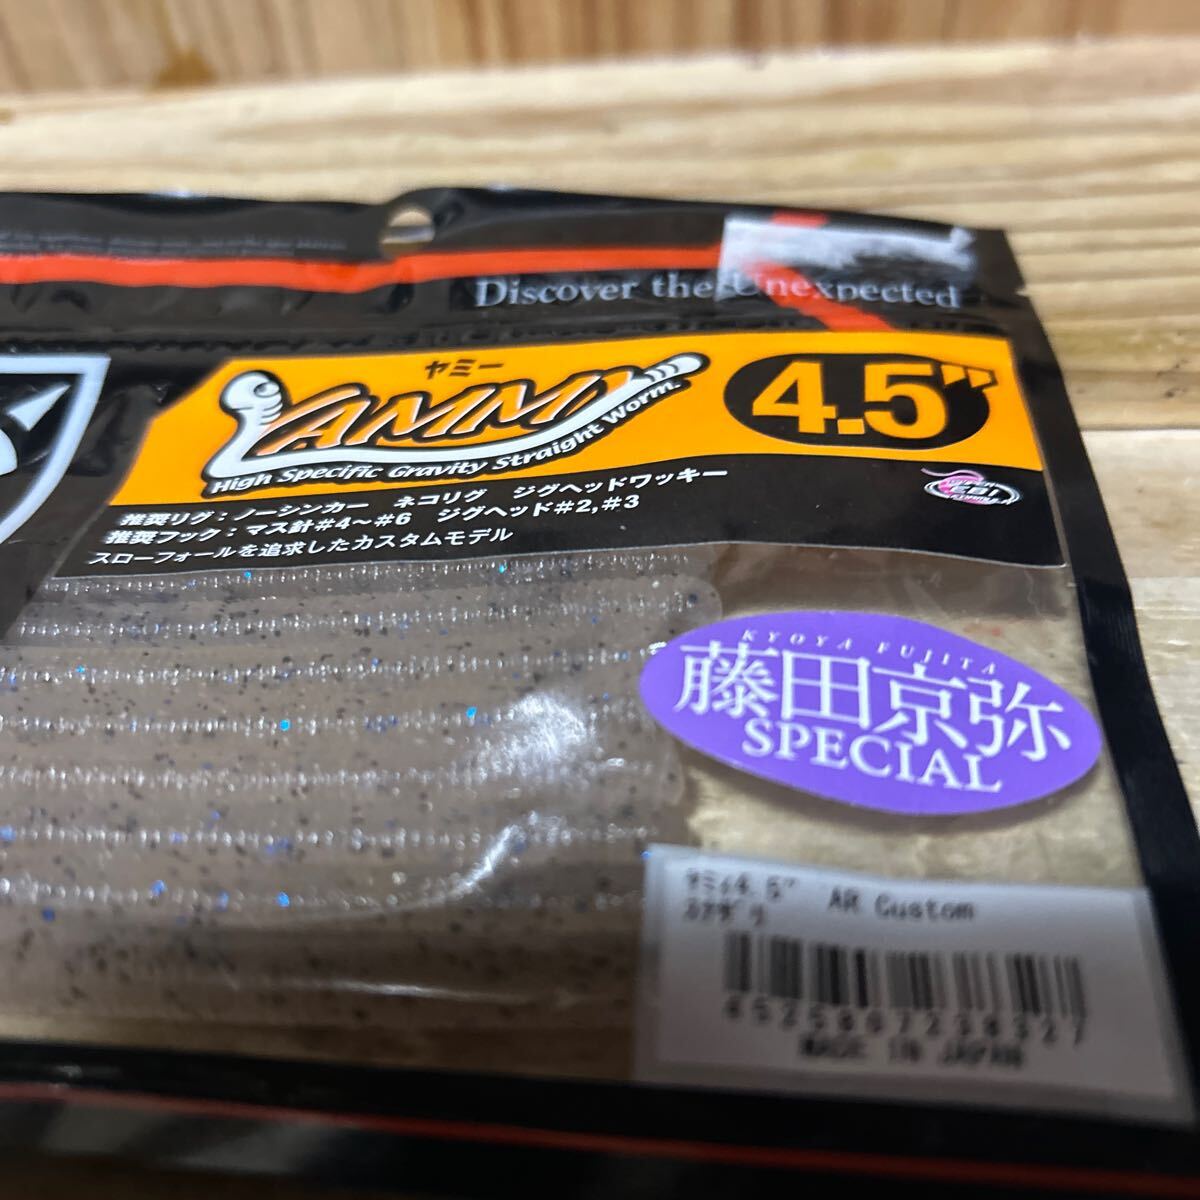 Discover the Unexpected
ヤミー
YAMMY
4.5"
High Specific Gravity Straight Worm.
推奨リグ：ノーシンカー　ネコリグ　ジグヘッドワッキー
推奨フック：マス針#4〜#6　ジグヘッド#2,#3
スローフォールを追求したカスタムモデル
KYOYA FUJITA
藤田京弥
SPECIAL
ヤミィ4.5" AR Custom
MADE IN JAPAN